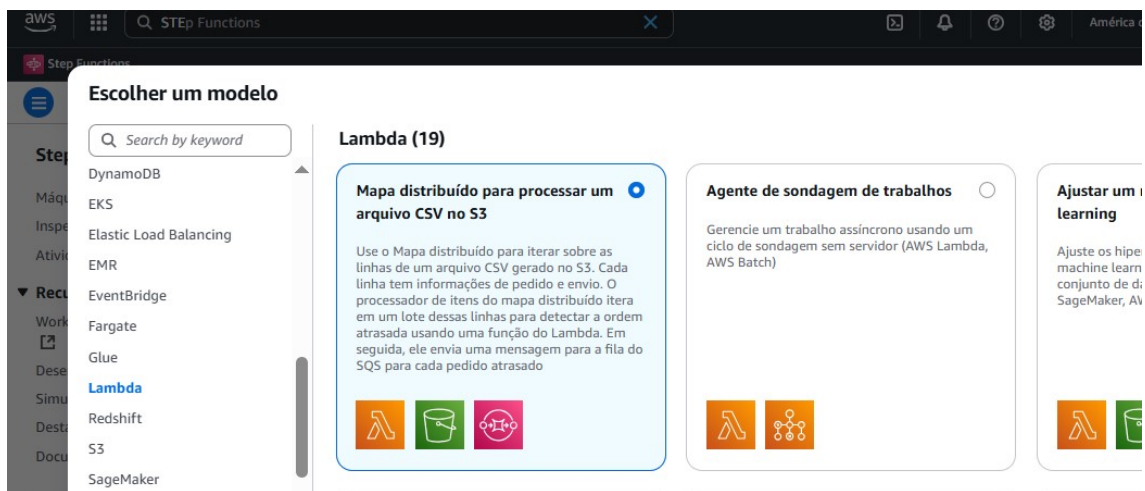 aws
STEp Functions
América d
Step Functions
Escolher um modelo
Search by keyword
Lambda (19)
Step
DynamoDB
Mapa distribuído para processar um
arquivo CSV no S3
Agente de sondagem de trabalhos
Ajustar um m
learning
Máqu
EKS
Inspe
Elastic Load Balancing
Ativid
EMR
Recu
EventBridge
Work
Fargate
Glue
Dese
Lambda
Simu
Redshift
Desta
S3
Docu
SageMaker
Use o Mapa distribuído para iterar sobre as
linhas de um arquivo CSV gerado no S3. Cada
linha tem informações de pedido e envio. O
processador de itens do mapa distribuído itera
em um lote dessas linhas para detectar a ordem
atrasada usando uma função do Lambda. Em
seguida, ele envia uma mensagem para a fila do
SQS para cada pedido atrasado
Gerencie um trabalho assíncrono usando um
ciclo de sondagem sem servidor (AWS Lambda,
AWS Batch)
Ajuste os hiper
machine learn
conjunto de da
SageMaker, AW